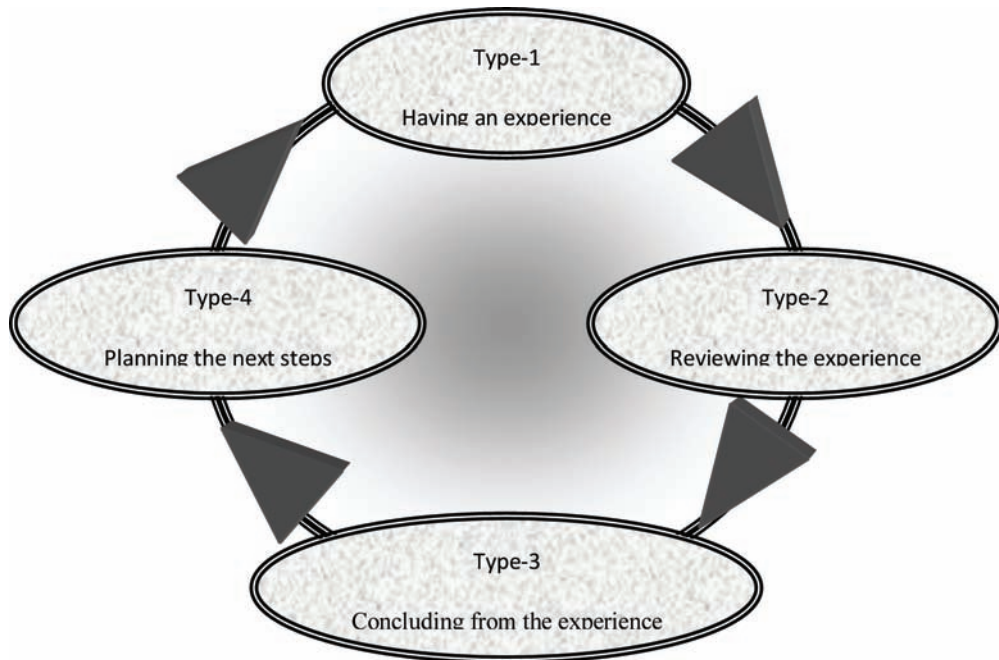 Type-1
Having an experience
Type-4
Planning the next steps
Type-2
Reviewing the experience
Type-3
Concluding from the experience